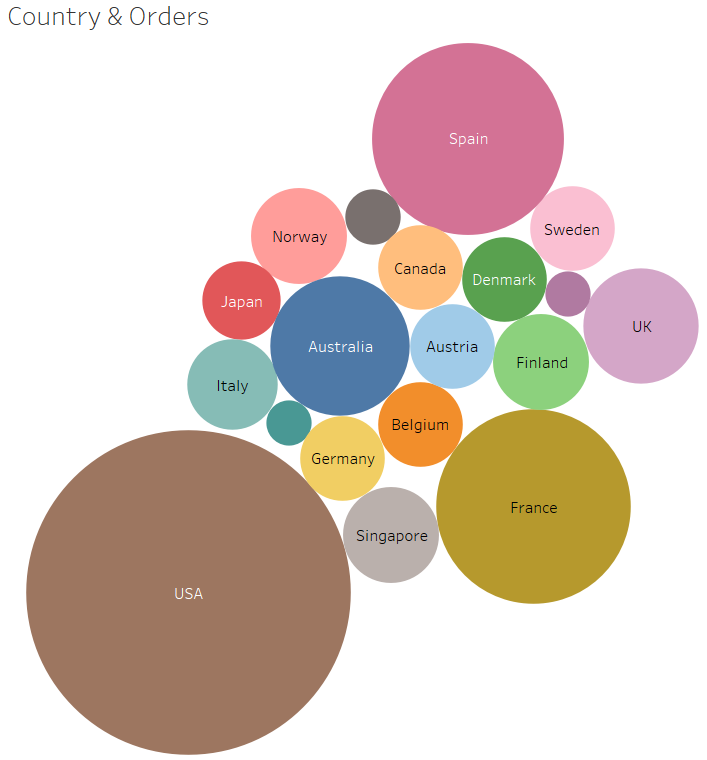 Country & Orders
Spain
Norway
Sweden
Canada
Denmark
Japan
UK
Australia
Austria
Finland
Italy
Belgium
Germany
France
Singapore
USA